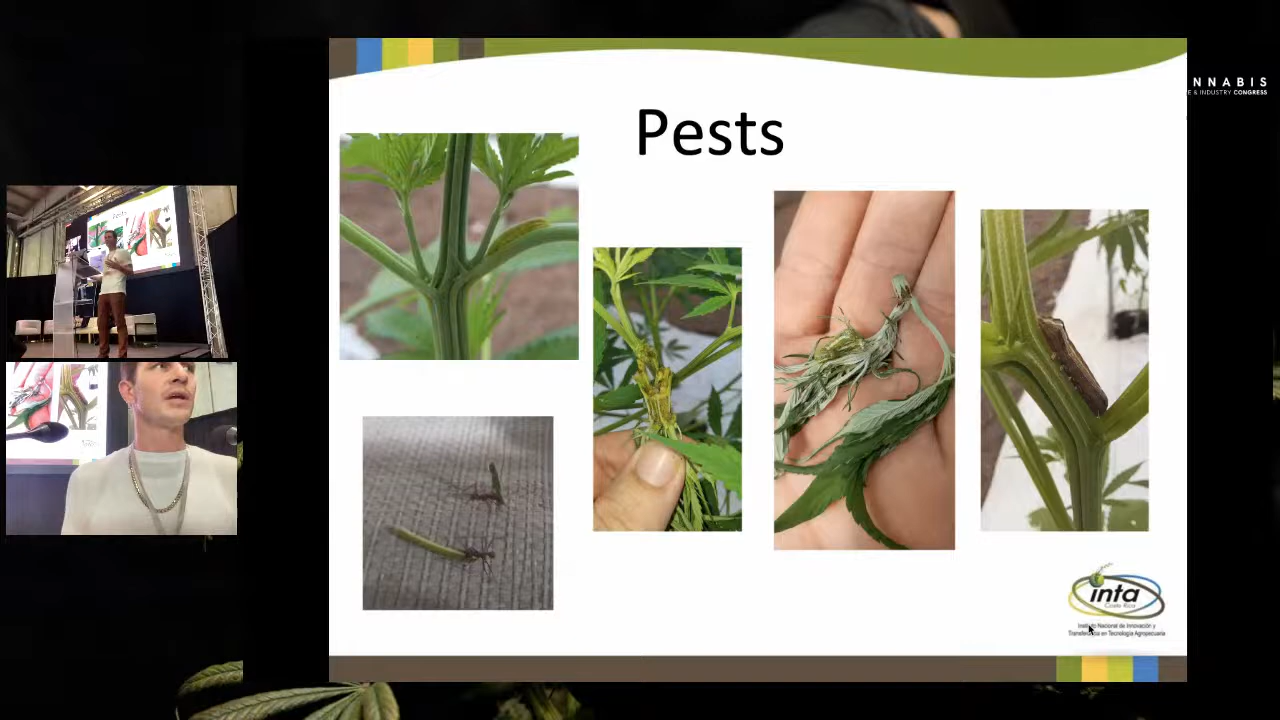 Pests
NNABIS
E & INDUSTRY CONGRESS
inta
Costa Rica
Instituto Nacional de Innovación y
Transferencia en Tecnología Agropecuaria